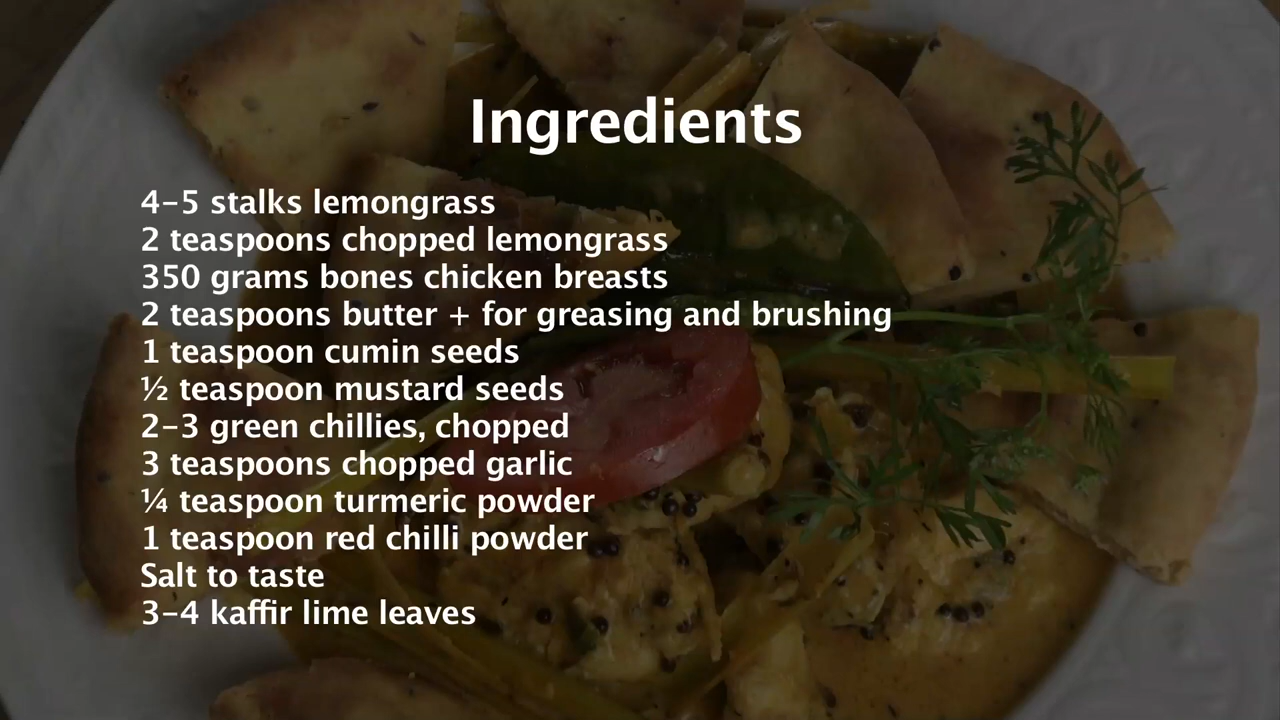 Ingredients
4-5 stalks lemongrass
2 teaspoons chopped lemongrass
350 grams bones chicken breasts
2 teaspoons butter + for greasing and brushing
1 teaspoon cumin seeds
½ teaspoon mustard seeds
2-3 green chillies, chopped
3 teaspoons chopped garlic
¼ teaspoon turmeric powder
1 teaspoon red chilli powder
Salt to taste
3-4 kaffir lime leaves